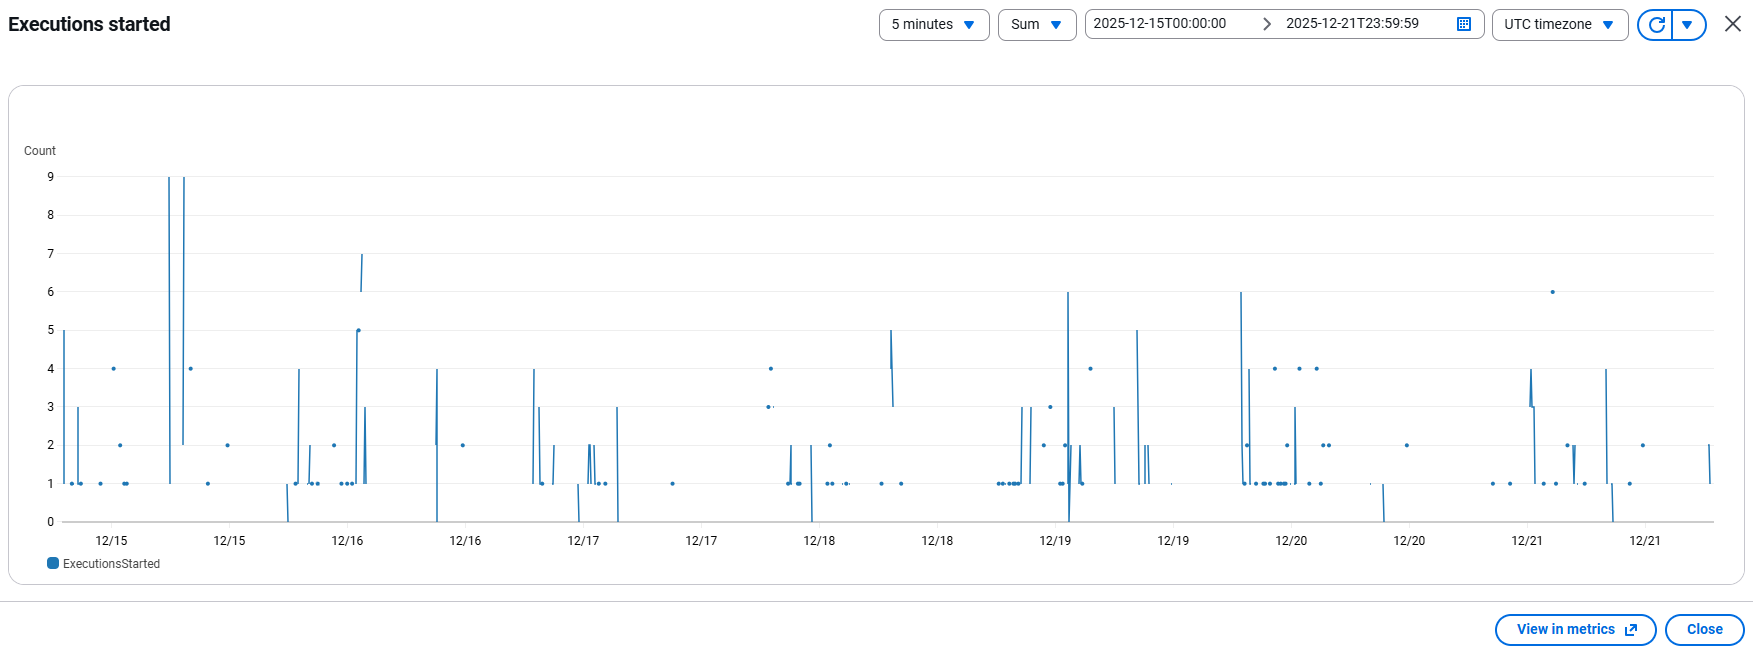 Executions started
5 minutes
Sum
2025-12-15T00:00:00
2025-12-21T23:59:59
UTC timezone
Count
9
8
7
6
5
4
3
2
1
0
12/15 12/15 12/16 12/16 12/17 12/17 12/18 12/18 12/19 12/19 12/20 12/20 12/21 12/21
ExecutionsStarted
View in metrics
Close